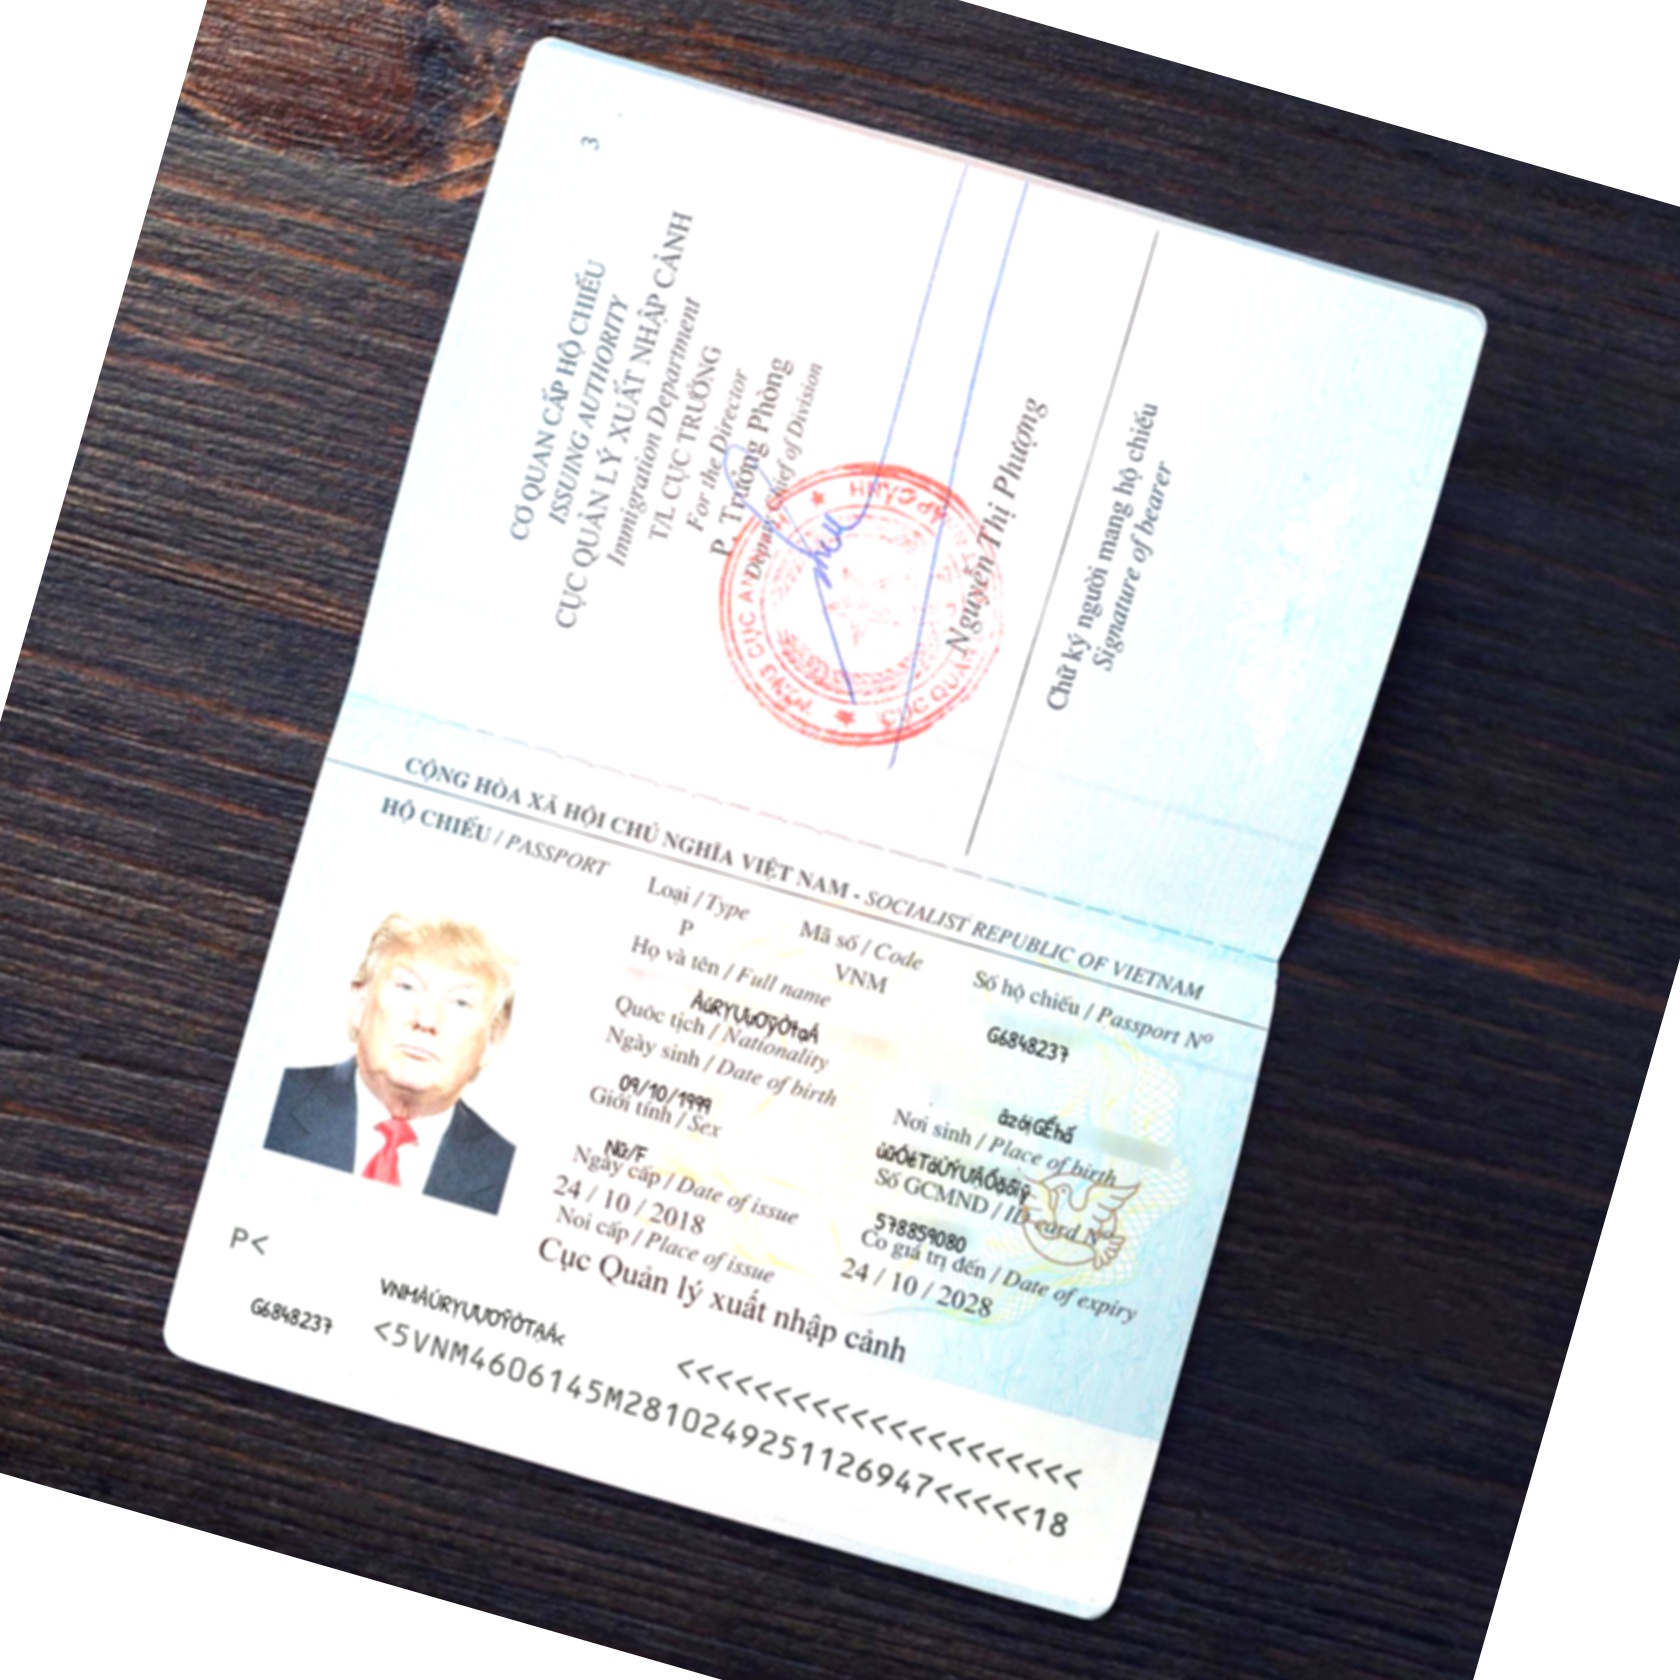 3
CƠ QUAN CẤP HỘ CHIẾU
ISSUING AUTHORITY
CỤC QUẢN LÝ XUẤT NHẬP CẢNH
Immigration Department
T/L CỤC TRƯỞNG
For the Director
P. Trưởng Phòng
Deputy Chief of Division
Nguyễn Thị Phượng
Chữ ký người mang hộ chiếu
Signature of bearer
CỘNG HÒA XÃ HỘI CHỦ NGHĨA VIỆT NAM - SOCIALIST REPUBLIC OF VIETNAM
HỘ CHIẾU / PASSPORT
Loại / Type
Mã số / Code
Số hộ chiếu / Passport Nº
P
VNM
G6848237
Họ và tên / Full name
Quốc tịch / Nationality
Ngày sinh / Date of birth
Nơi sinh / Place of birth
09/10/1999
Giới tính / Sex
Số GCMND / ID card Nº
Nữ/F
578859080
Ngày cấp / Date of issue
Có giá trị đến / Date of expiry
24 / 10 / 2018
24 / 10 / 2028
Nơi cấp / Place of issue
Cục Quản lý xuất nhập cảnh
P<
<<<<<<<<<<<<<<<<<<<<<
G6848237
<5VNM4606145M2810249251126947<<<<<18